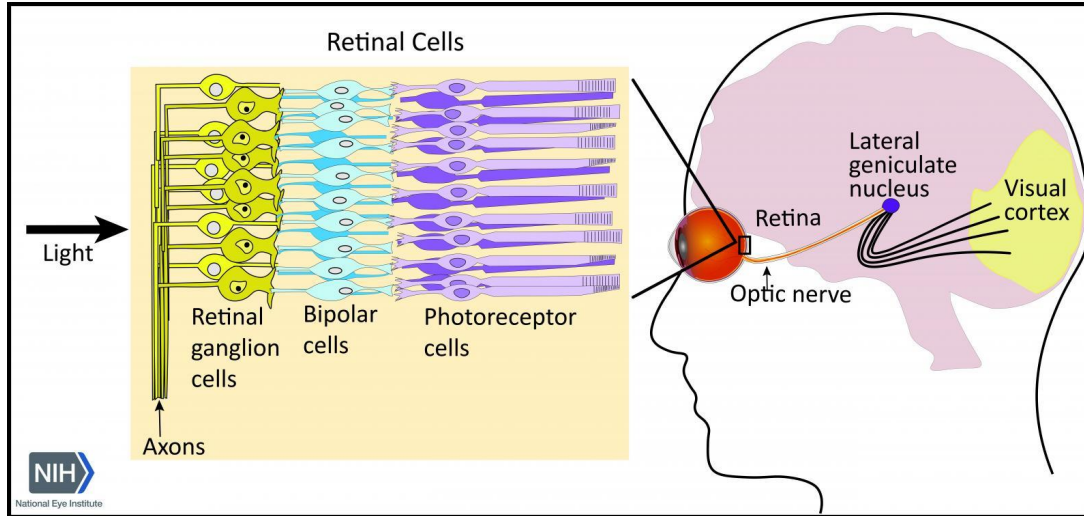 Retinal Cells
Light
Retinal
ganglion
cells
Bipolar
cells
Photoreceptor
cells
Axons
Retina
Optic nerve
Lateral
geniculate
nucleus
Visual
cortex
NIH
National Eye Institute